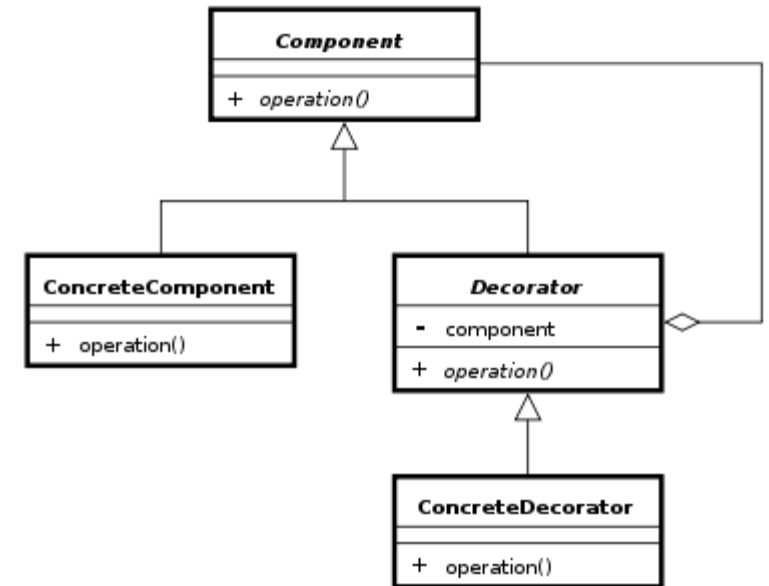 Component
+ operation()
ConcreteComponent
+ operation()
Decorator
- component
+ operation()
ConcreteDecorator
+ operation()